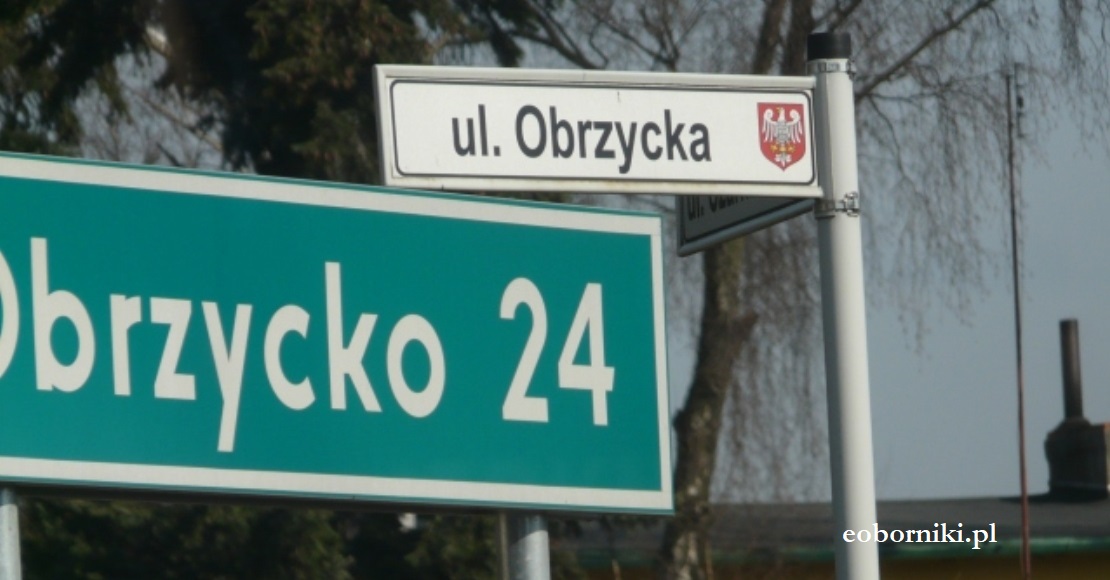 ul. Obrzycka
Obrzycko 24
eoborniki.pl